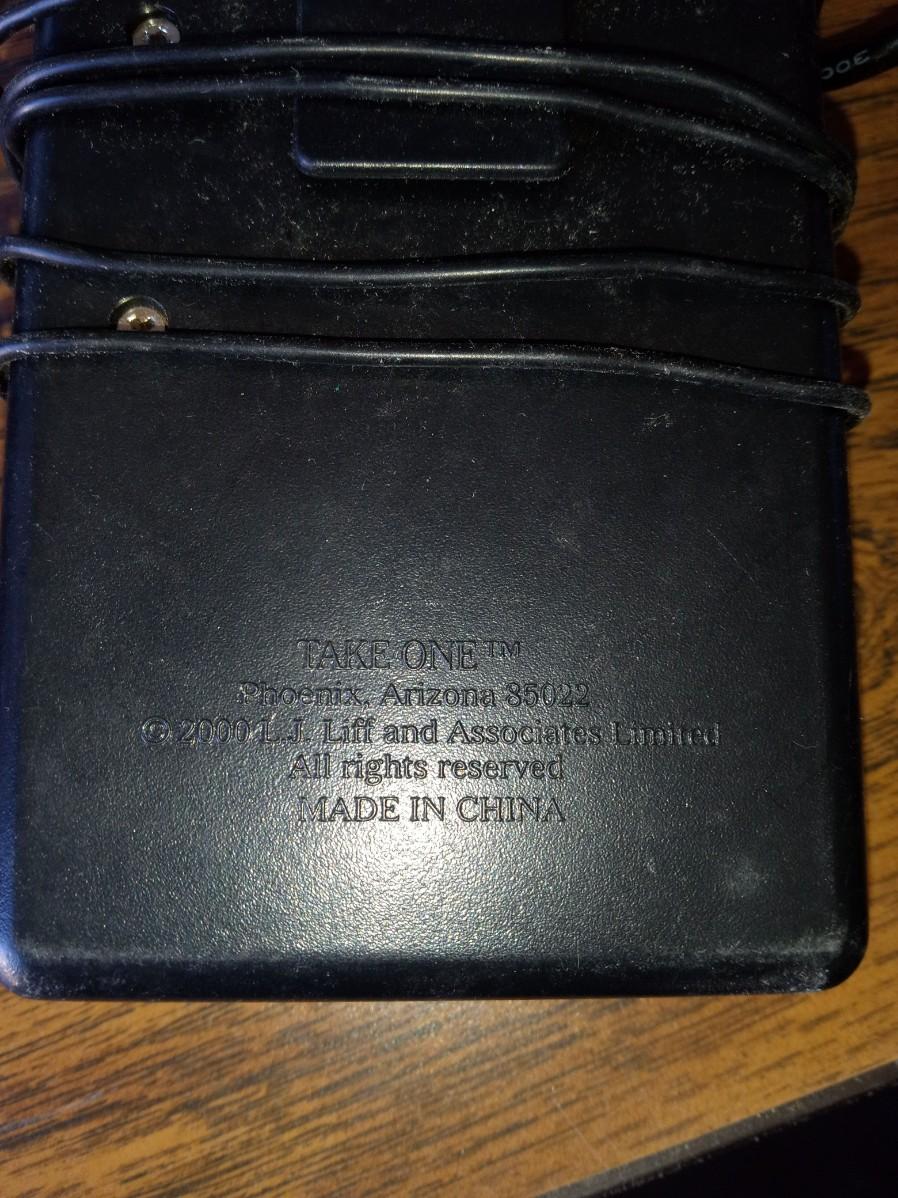 TAKE ONE™
Phoenix, Arizona 85022
© 2000 L.J. Liff and Associates Limited
All rights reserved
MADE IN CHINA